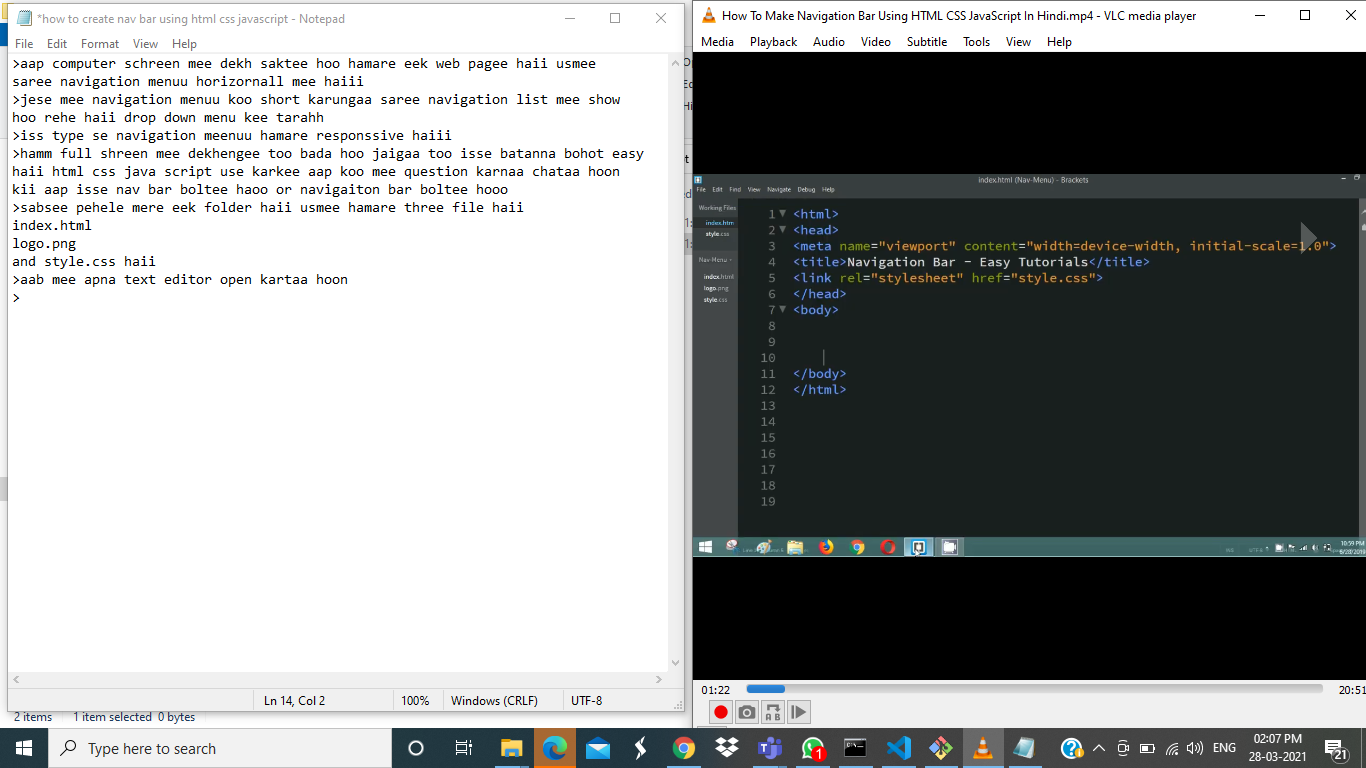 *how to create nav bar using html css javascript - Notepad
File Edit Format View Help
>aap computer schreen mee dekh saktee hoo hamare eek web pagee haii usmee
saree navigation menuu horizornall mee haiii
>jese mee navigation menuu koo short karungaa saree navigation list mee show
hoo rehe haii drop down menu kee tarahh
>iss type se navigation meenuu hamare responssive haiii
>hamm full shreen mee dekhengee too bada hoo jaigaa too isse batanna bohot easy
haii html css java script use karkee aap koo mee question karnaa chataa hoon
kii aap isse nav bar boltee haoo or navigaiton bar boltee hooo
>sabsee pehele mere eek folder haii usmee hamare three file haii
index.html
logo.png
and style.css haii
>aab mee apna text editor open kartaa hoon
>
Ln 14, Col 2 100% Windows (CRLF) UTF-8
2 items 1 item selected 0 bytes
How To Make Navigation Bar Using HTML CSS JavaScript In Hindi.mp4 - VLC media player
Media Playback Audio Video Subtitle Tools View Help
index.html (Nav-Menu) - Brackets
File Edit Find View Navigate Debug Help
Working Files
index.htm
style.css
Nav-Menu
index.html
logo.png
style.css
1 <html>
2 <head>
3 <meta name="viewport" content="width=device-width, initial-scale=1.0">
4 <title>Navigation Bar - Easy Tutorials</title>
5 <link rel="stylesheet" href="style.css">
6 </head>
7 <body>
8
9
10
11 </body>
12 </html>
13
14
15
16
17
18
19
10:59 PM
01:22 20:51
Type here to search
1
ENG
02:07 PM
28-03-2021
21